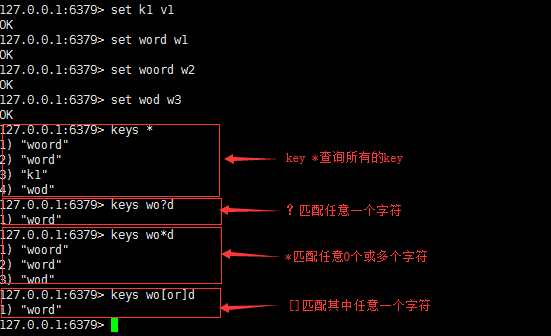 127.0.0.1:6379> set k1 v1
OK
127.0.0.1:6379> set word w1
OK
127.0.0.1:6379> set woord w2
OK
127.0.0.1:6379> set wod w3
OK
127.0.0.1:6379> keys *
1) "woord"
2) "word"
3) "k1"
4) "wod"
key *查询所有的key
127.0.0.1:6379> keys wo?d
1) "word"
？匹配任意一个字符
127.0.0.1:6379> keys wo*d
1) "woord"
2) "word"
3) "wod"
*匹配任意0个或多个字符
127.0.0.1:6379> keys wo[or]d
1) "word"
[]匹配其中任意一个字符
127.0.0.1:6379>